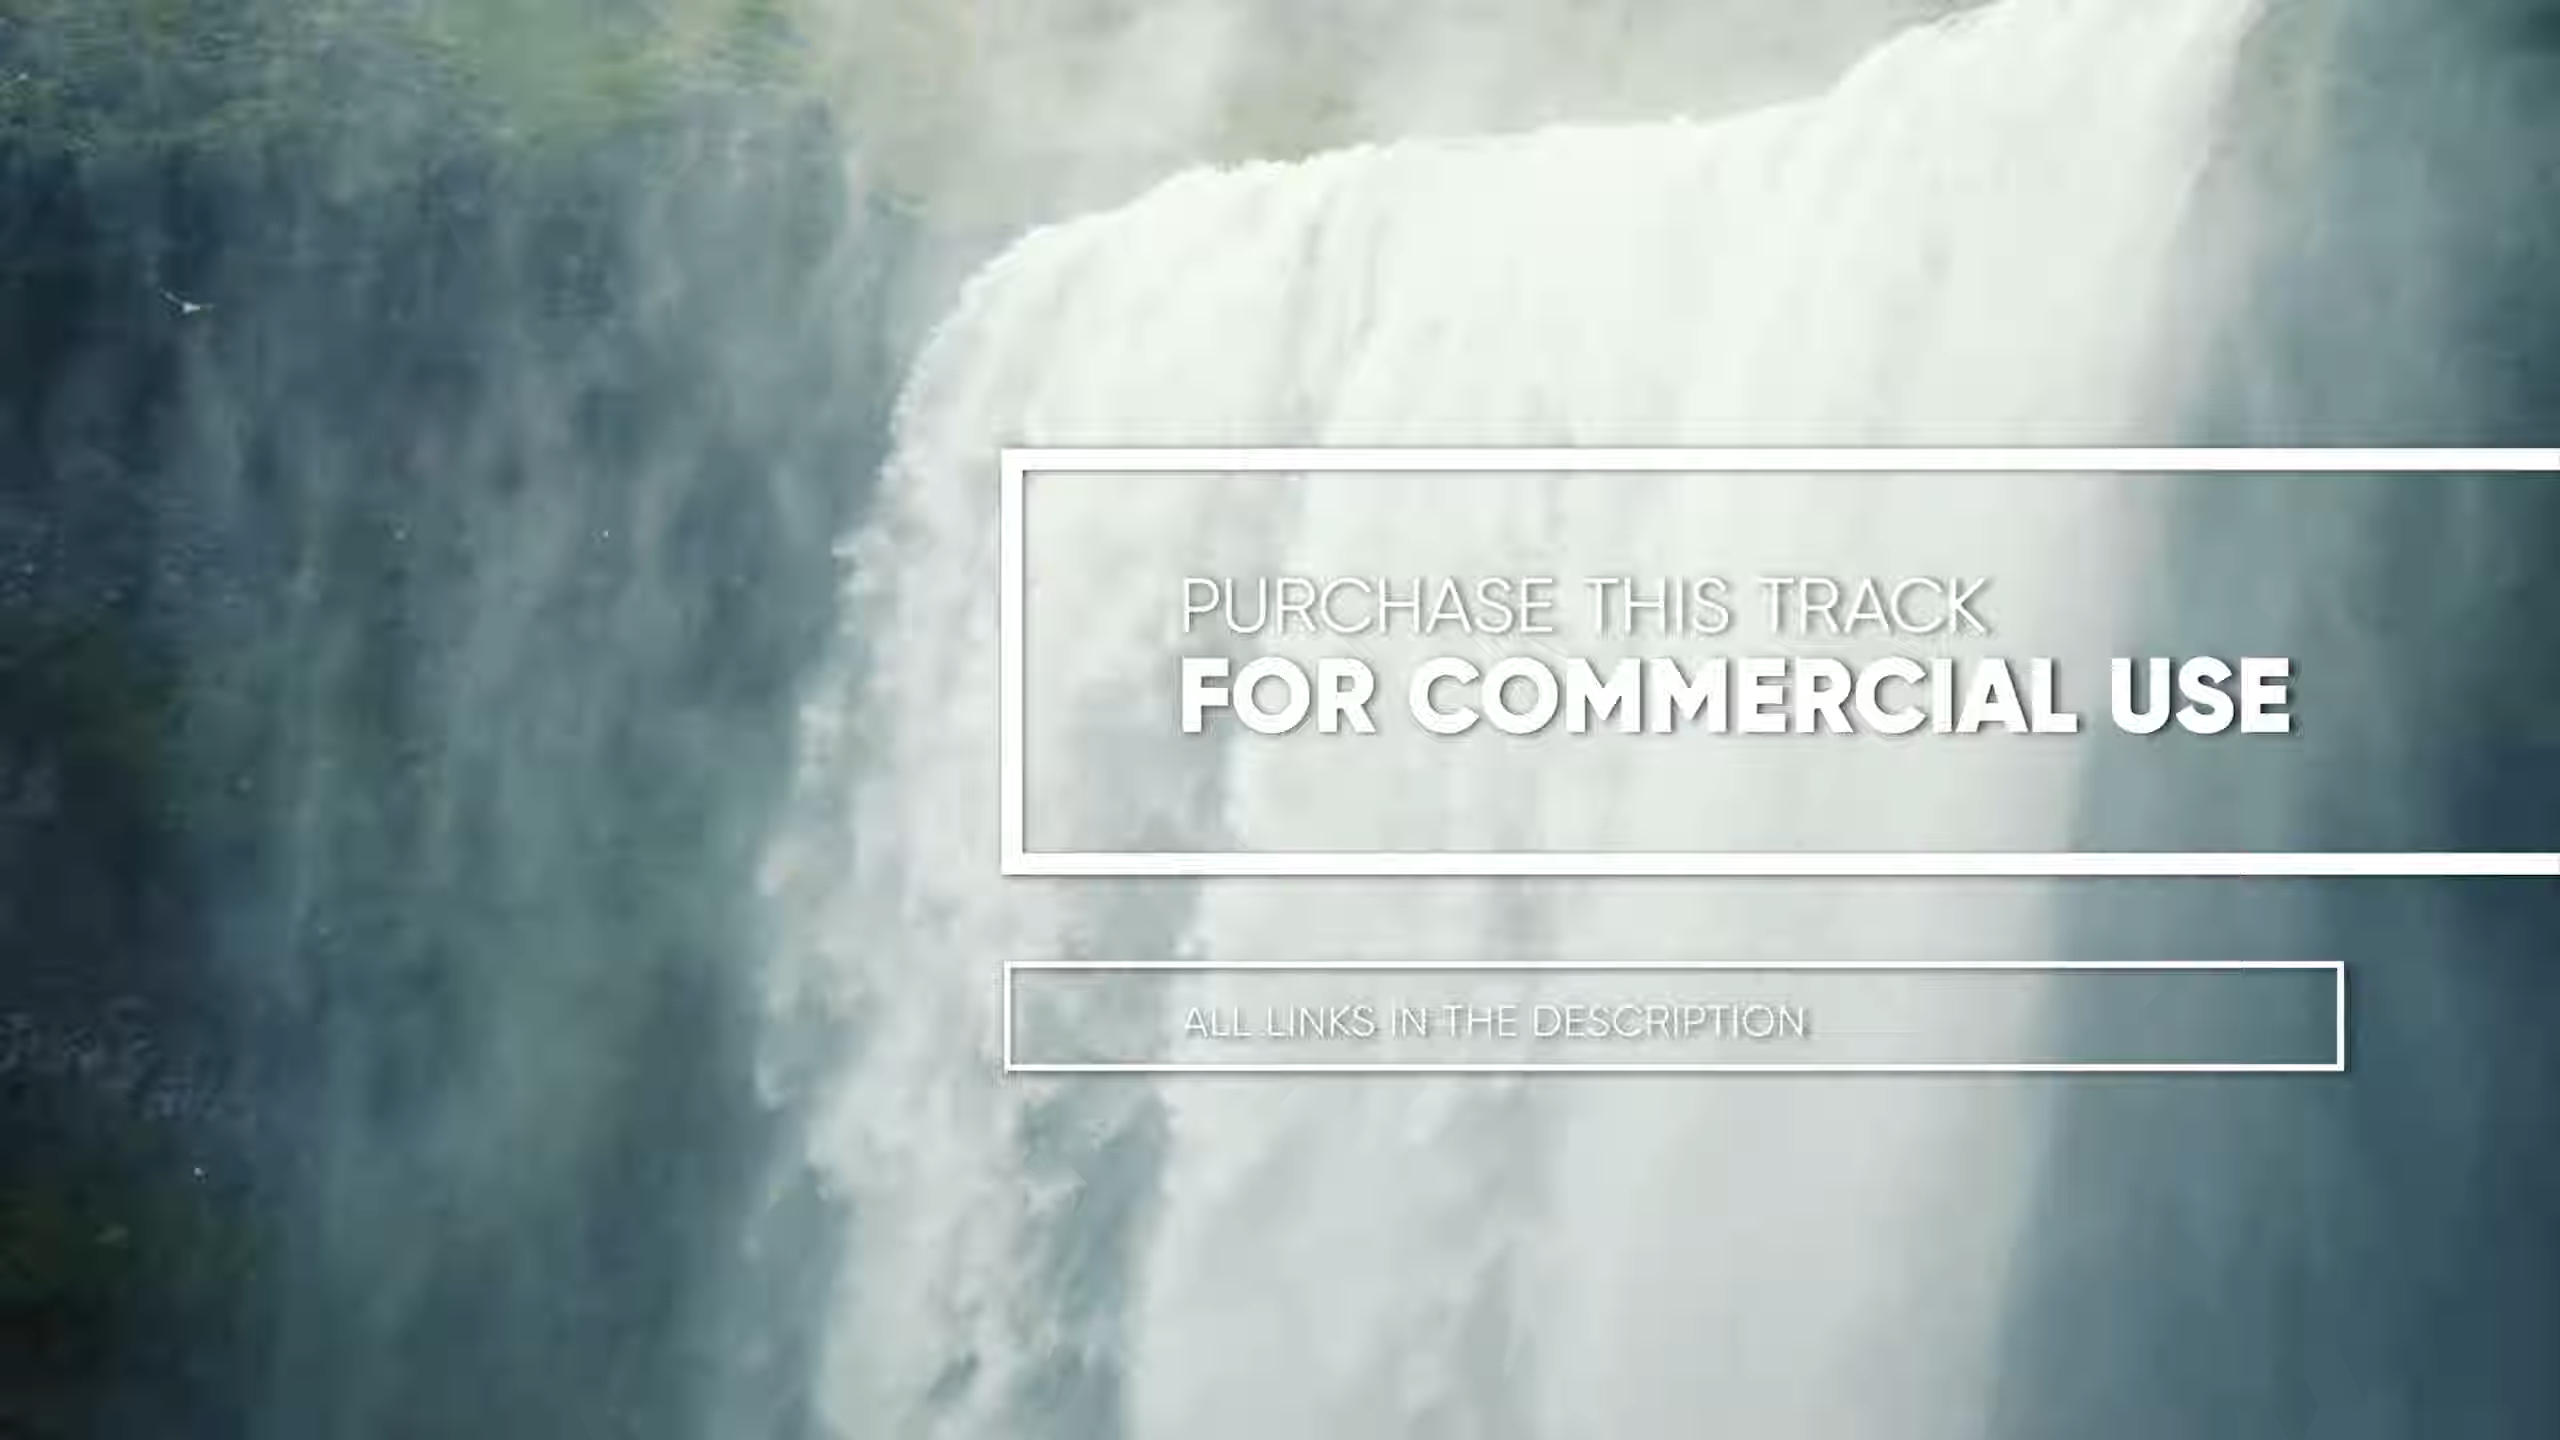 PURCHASE THIS TRACK
FOR COMMERCIAL USE
ALL LINKS IN THE DESCRIPTION